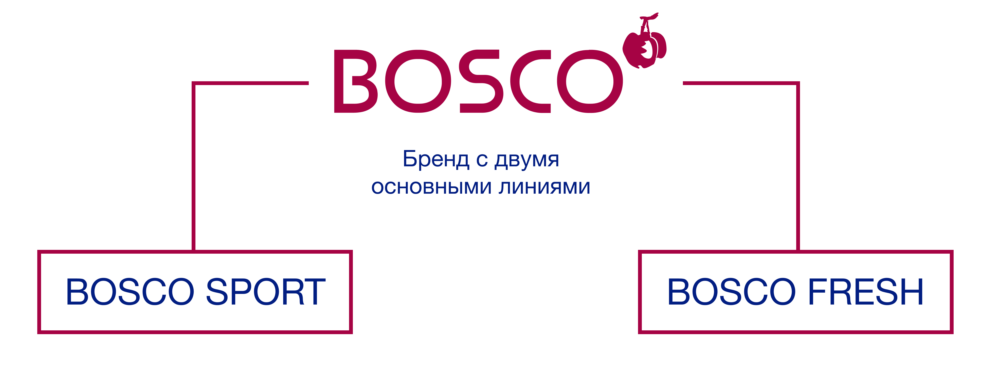 BOSCO
Бренд с двумя
основными линиями
BOSCO SPORT
BOSCO FRESH